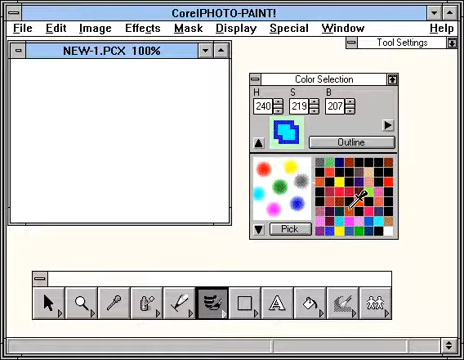 CorelPHOTO-PAINT!
File Edit Image Effects Mask Display Special Window Help
Tool Settings
NEW-1.PCX 100%
Color Selection
H S B
240 219 207
Outline
Pick
A